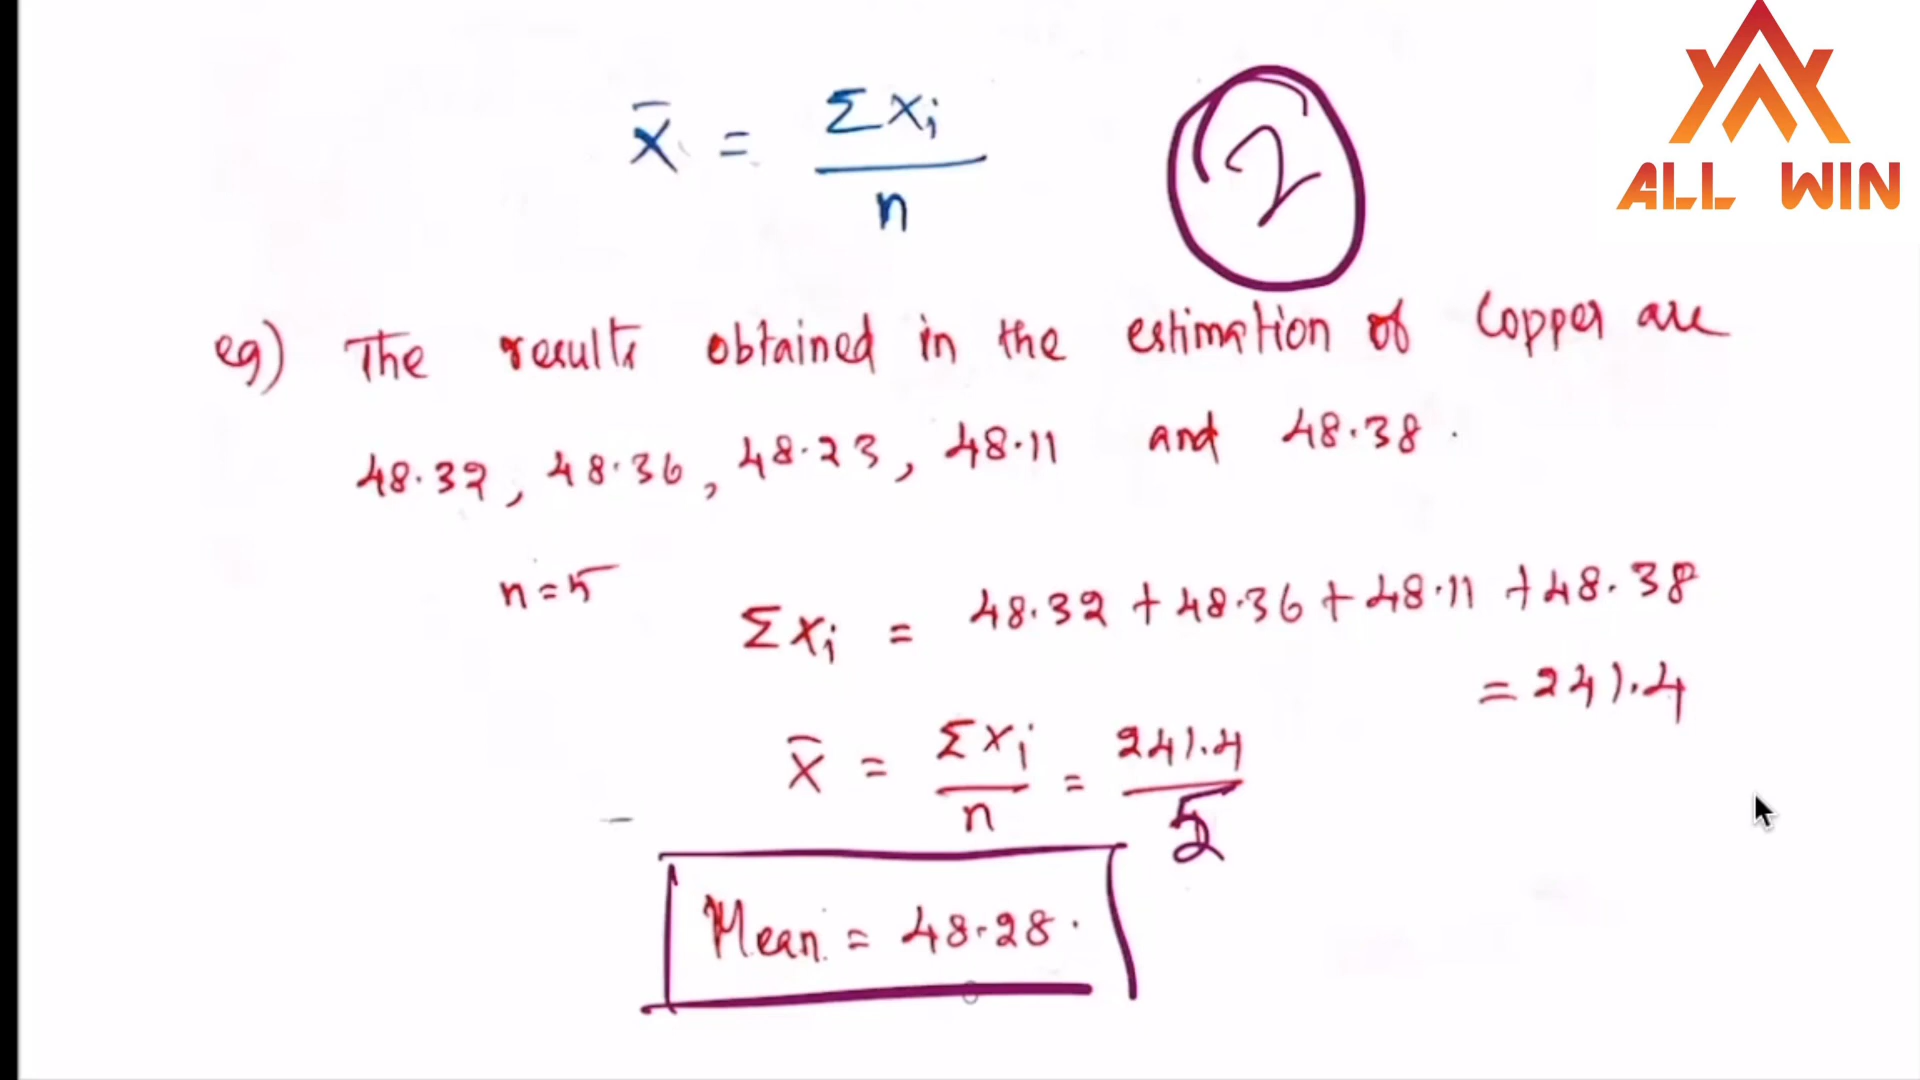 x̄ = Σxi / n
2
ALL WIN
eg) The results obtained in the estimation of Copper are
48.32, 48.36, 48.23, 48.11 and 48.38.
n=5
Σxi = 48.32 + 48.36 + 48.11 + 48.38
= 241.4
x̄ = Σxi / n = 241.4 / 5
Mean = 48.28.